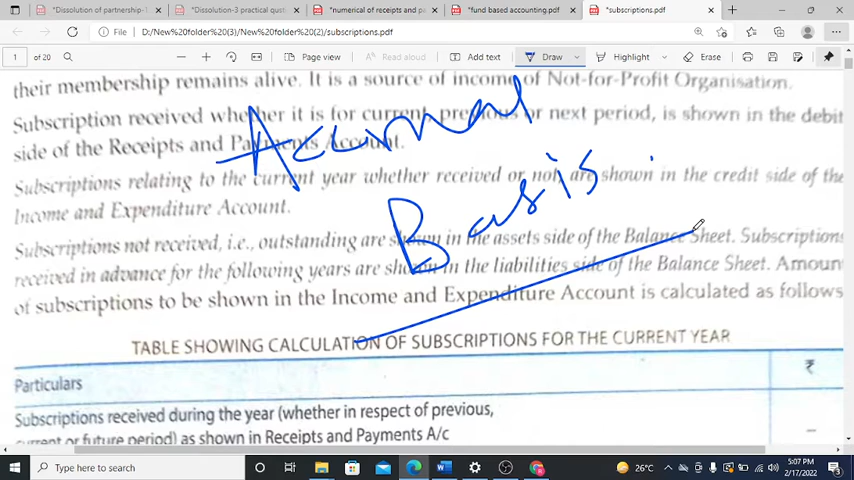 *Dissolution of partnership-1
*Dissolution-3 practical qust
*numerical of receipts and pa
*fund based accounting.pdf
*subscriptions.pdf
D:/New%20folder%20(3)/New%20folder/subscriptions.pdf
1 of 20
Page view
Add text
Draw
Highlight
Erase
their membership remains alive. It is a source of income of Not-for-Profit Organisation.
Subscription received whether it is for current, previous or next period, is shown in the debit
side of the Receipts and Payments Account.
Accrual
Subscriptions relating to the current year whether received or not, are shown in the credit side of the
Income and Expenditure Account.
Basis
Subscriptions not received, i.e., outstanding are shown in the assets side of the Balance Sheet. Subscriptions
received in advance for the following years are shown in the liabilities side of the Balance Sheet. Amount
of subscriptions to be shown in the Income and Expenditure Account is calculated as follows
TABLE SHOWING CALCULATION OF SUBSCRIPTIONS FOR THE CURRENT YEAR
Particulars ₹
Subscriptions received during the year (whether in respect of previous,
current or future period) as shown in Receipts and Payments A/c –
Type here to search
26°C
5:07 PM
2/17/2022
3